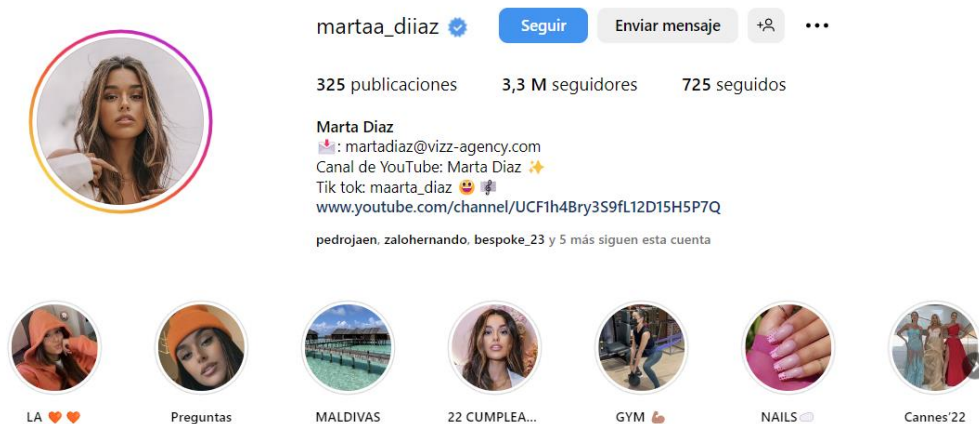 martaa_diiaz Seguir Enviar mensaje
325 publicaciones 3,3 M seguidores 725 seguidos
Marta Diaz
📩: martadiaz@vizz-agency.com
Canal de YouTube: Marta Diaz ✨
Tik tok: maarta_diaz 😃 🎼
www.youtube.com/channel/UCF1h4Bry3S9fL12D15H5P7Q
pedrojaen, zalohernando, bespoke_23 y 5 más siguen esta cuenta
LA ❤️‍🔥 ❤️‍🔥 Preguntas MALDIVAS 22 CUMPLEA... GYM 💪🏽 NAILS☁️ Cannes'22